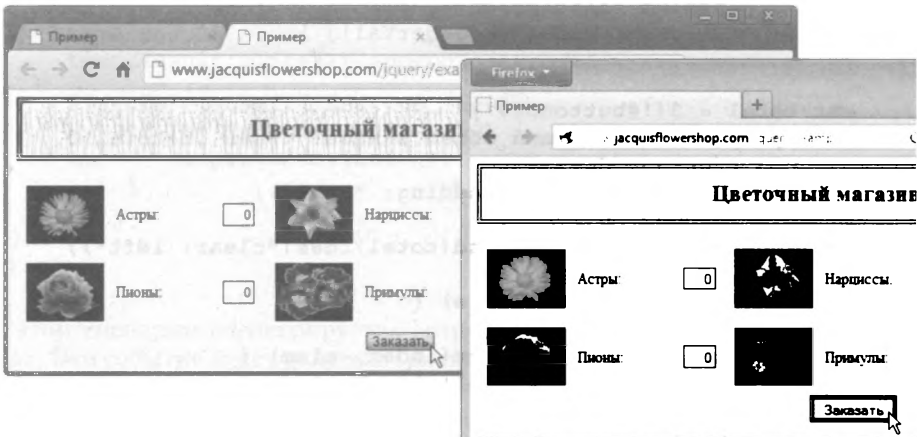 Пример
Пример
www.jacquisflowershop.com/jquery/exa
Цветочный магази
Астры:
0
Нарциссы:
Пионы:
0
Примулы:
Заказать
Firefox
Пример
jacquisflowershop.com
Цветочный магазин
Астры:
0
Нарциссы:
Пионы:
0
Примулы:
Заказать